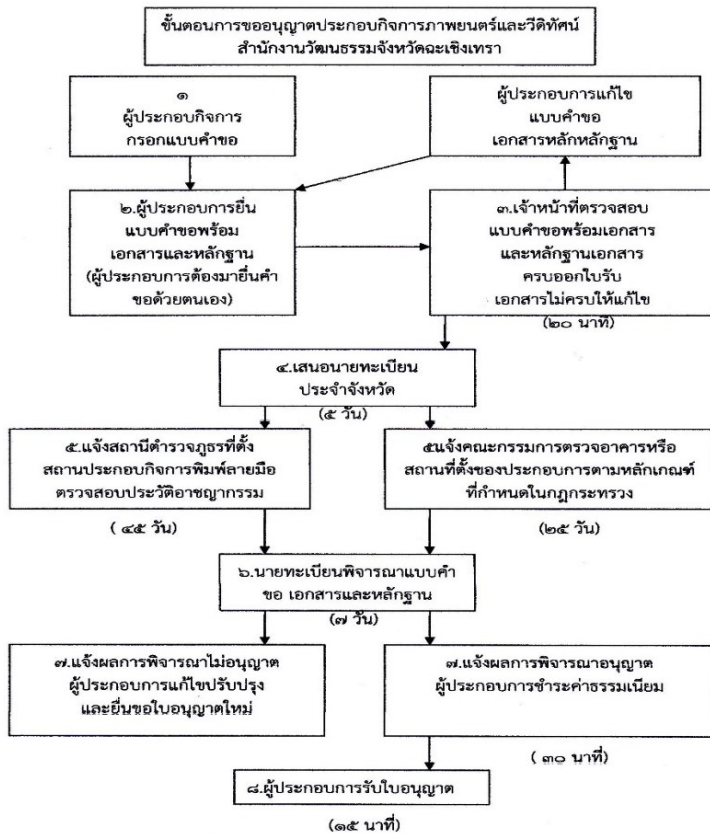 ขั้นตอนการขออนุญาตประกอบกิจการภาพยนตร์และวีดิทัศน์
สำนักงานวัฒนธรรมจังหวัดฉะเชิงเทรา
๑
ผู้ประกอบกิจการ
กรอกแบบคำขอ
ผู้ประกอบการแก้ไข
แบบคำขอ
เอกสารหลักหลักฐาน
๒.ผู้ประกอบการยื่น
แบบคำขอพร้อม
เอกสารและหลักฐาน
(ผู้ประกอบการต้องมายื่นคำ
ขอด้วยตนเอง)
๓.เจ้าหน้าที่ตรวจสอบ
แบบคำขอพร้อมเอกสาร
และหลักฐานเอกสาร
ครบออกใบรับ
เอกสารไม่ครบให้แก้ไข
(๒๐ นาที)
๔.เสนอนายทะเบียน
ประจำจังหวัด
(๕ วัน)
๕.แจ้งสถานีตำรวจภูธรที่ตั้ง
สถานประกอบกิจการพิมพ์ลายมือ
ตรวจสอบประวัติอาชญากรรม
( ๔๕ วัน)
๕แจ้งคณะกรรมการตรวจอาคารหรือ
สถานที่ตั้งของประกอบการตามหลักเกณฑ์
ที่กำหนดในกฎกระทรวง
(๒๕ วัน)
๖.นายทะเบียนพิจารณาแบบคำ
ขอ เอกสารและหลักฐาน
(๗ วัน)
๗.แจ้งผลการพิจารณาไม่อนุญาต
ผู้ประกอบการแก้ไขปรับปรุง
และยื่นขอใบอนุญาตใหม่
๗.แจ้งผลการพิจารณาอนุญาต
ผู้ประกอบการชำระค่าธรรมเนียม
( ๓๐ นาที่)
๘.ผู้ประกอบการรับใบอนุญาต
(๑๕ นาที่)